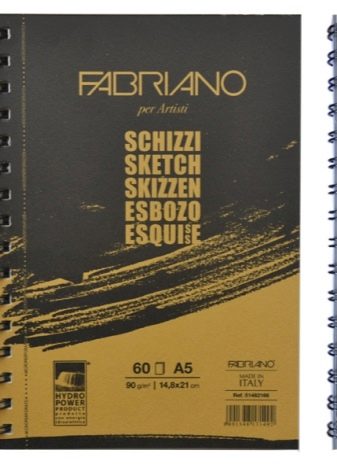 FABRIANO
per Artisti
SCHIZZI
SKETCH
SKIZZEN
ESBOZO
ESQUISSE
60 A5
90 g/m² 14,8x21 cm
HYDRO
POWER
PRODUCT
FABRIANO
MADE IN
ITALY